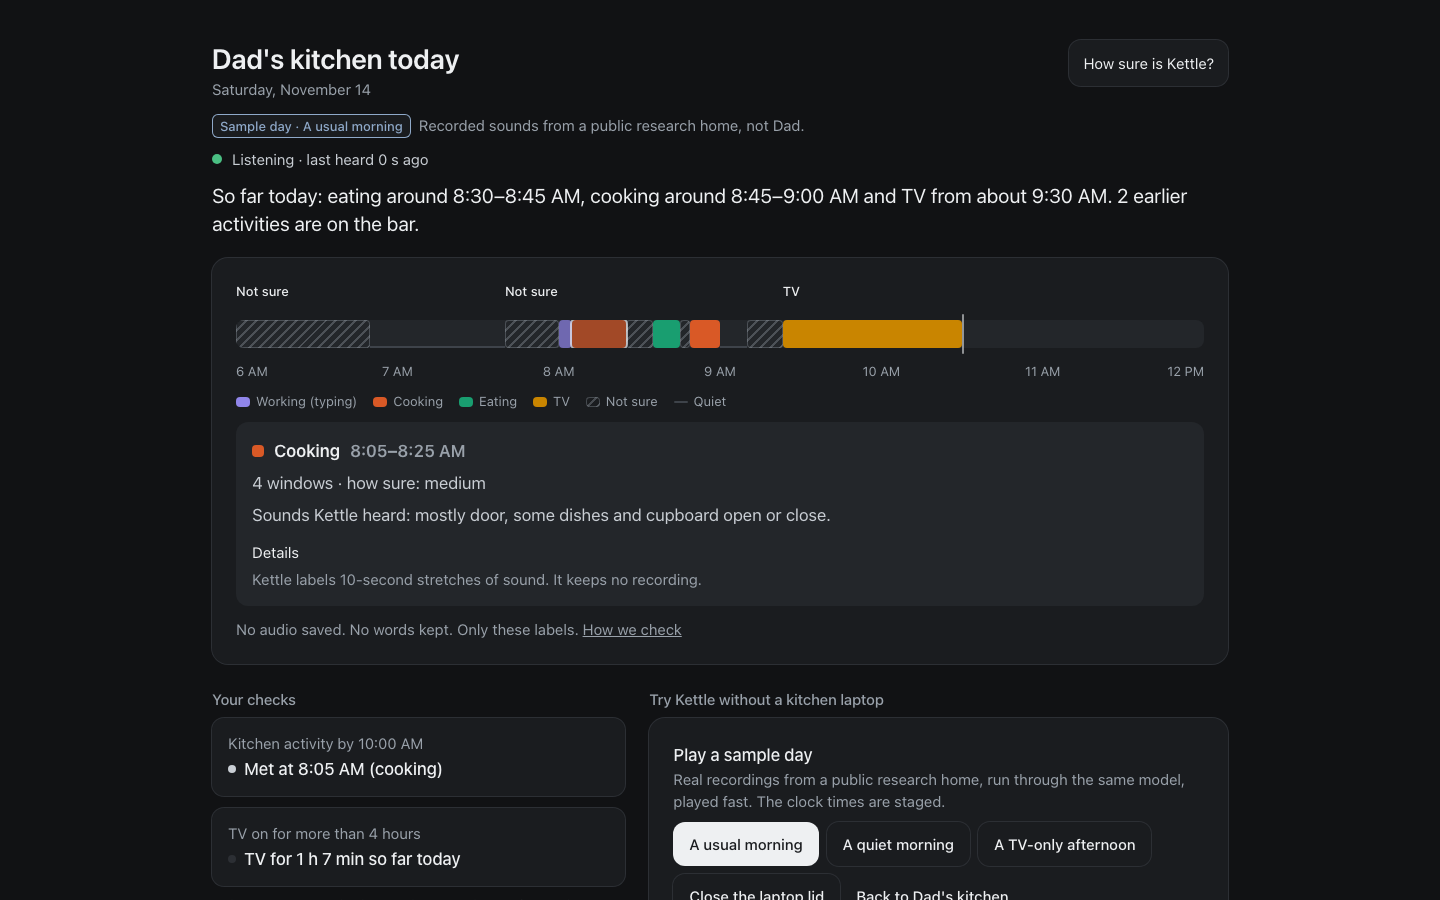 Dad's kitchen today
How sure is Kettle?
Saturday, November 14
Sample day · A usual morning
Recorded sounds from a public research home, not Dad.
Listening · last heard 0 s ago
So far today: eating around 8:30–8:45 AM, cooking around 8:45–9:00 AM and TV from about 9:30 AM. 2 earlier
activities are on the bar.
Not sure
Not sure
TV
6 AM
7 AM
8 AM
9 AM
10 AM
11 AM
12 PM
Working (typing)
Cooking
Eating
TV
Not sure
Quiet
Cooking 8:05–8:25 AM
4 windows · how sure: medium
Sounds Kettle heard: mostly door, some dishes and cupboard open or close.
Details
Kettle labels 10-second stretches of sound. It keeps no recording.
No audio saved. No words kept. Only these labels. How we check
Your checks
Kitchen activity by 10:00 AM
Met at 8:05 AM (cooking)
TV on for more than 4 hours
TV for 1 h 7 min so far today
Try Kettle without a kitchen laptop
Play a sample day
Real recordings from a public research home, run through the same model,
played fast. The clock times are staged.
A usual morning
A quiet morning
A TV-only afternoon
Close the laptop lid
Back to Dad's kitchen